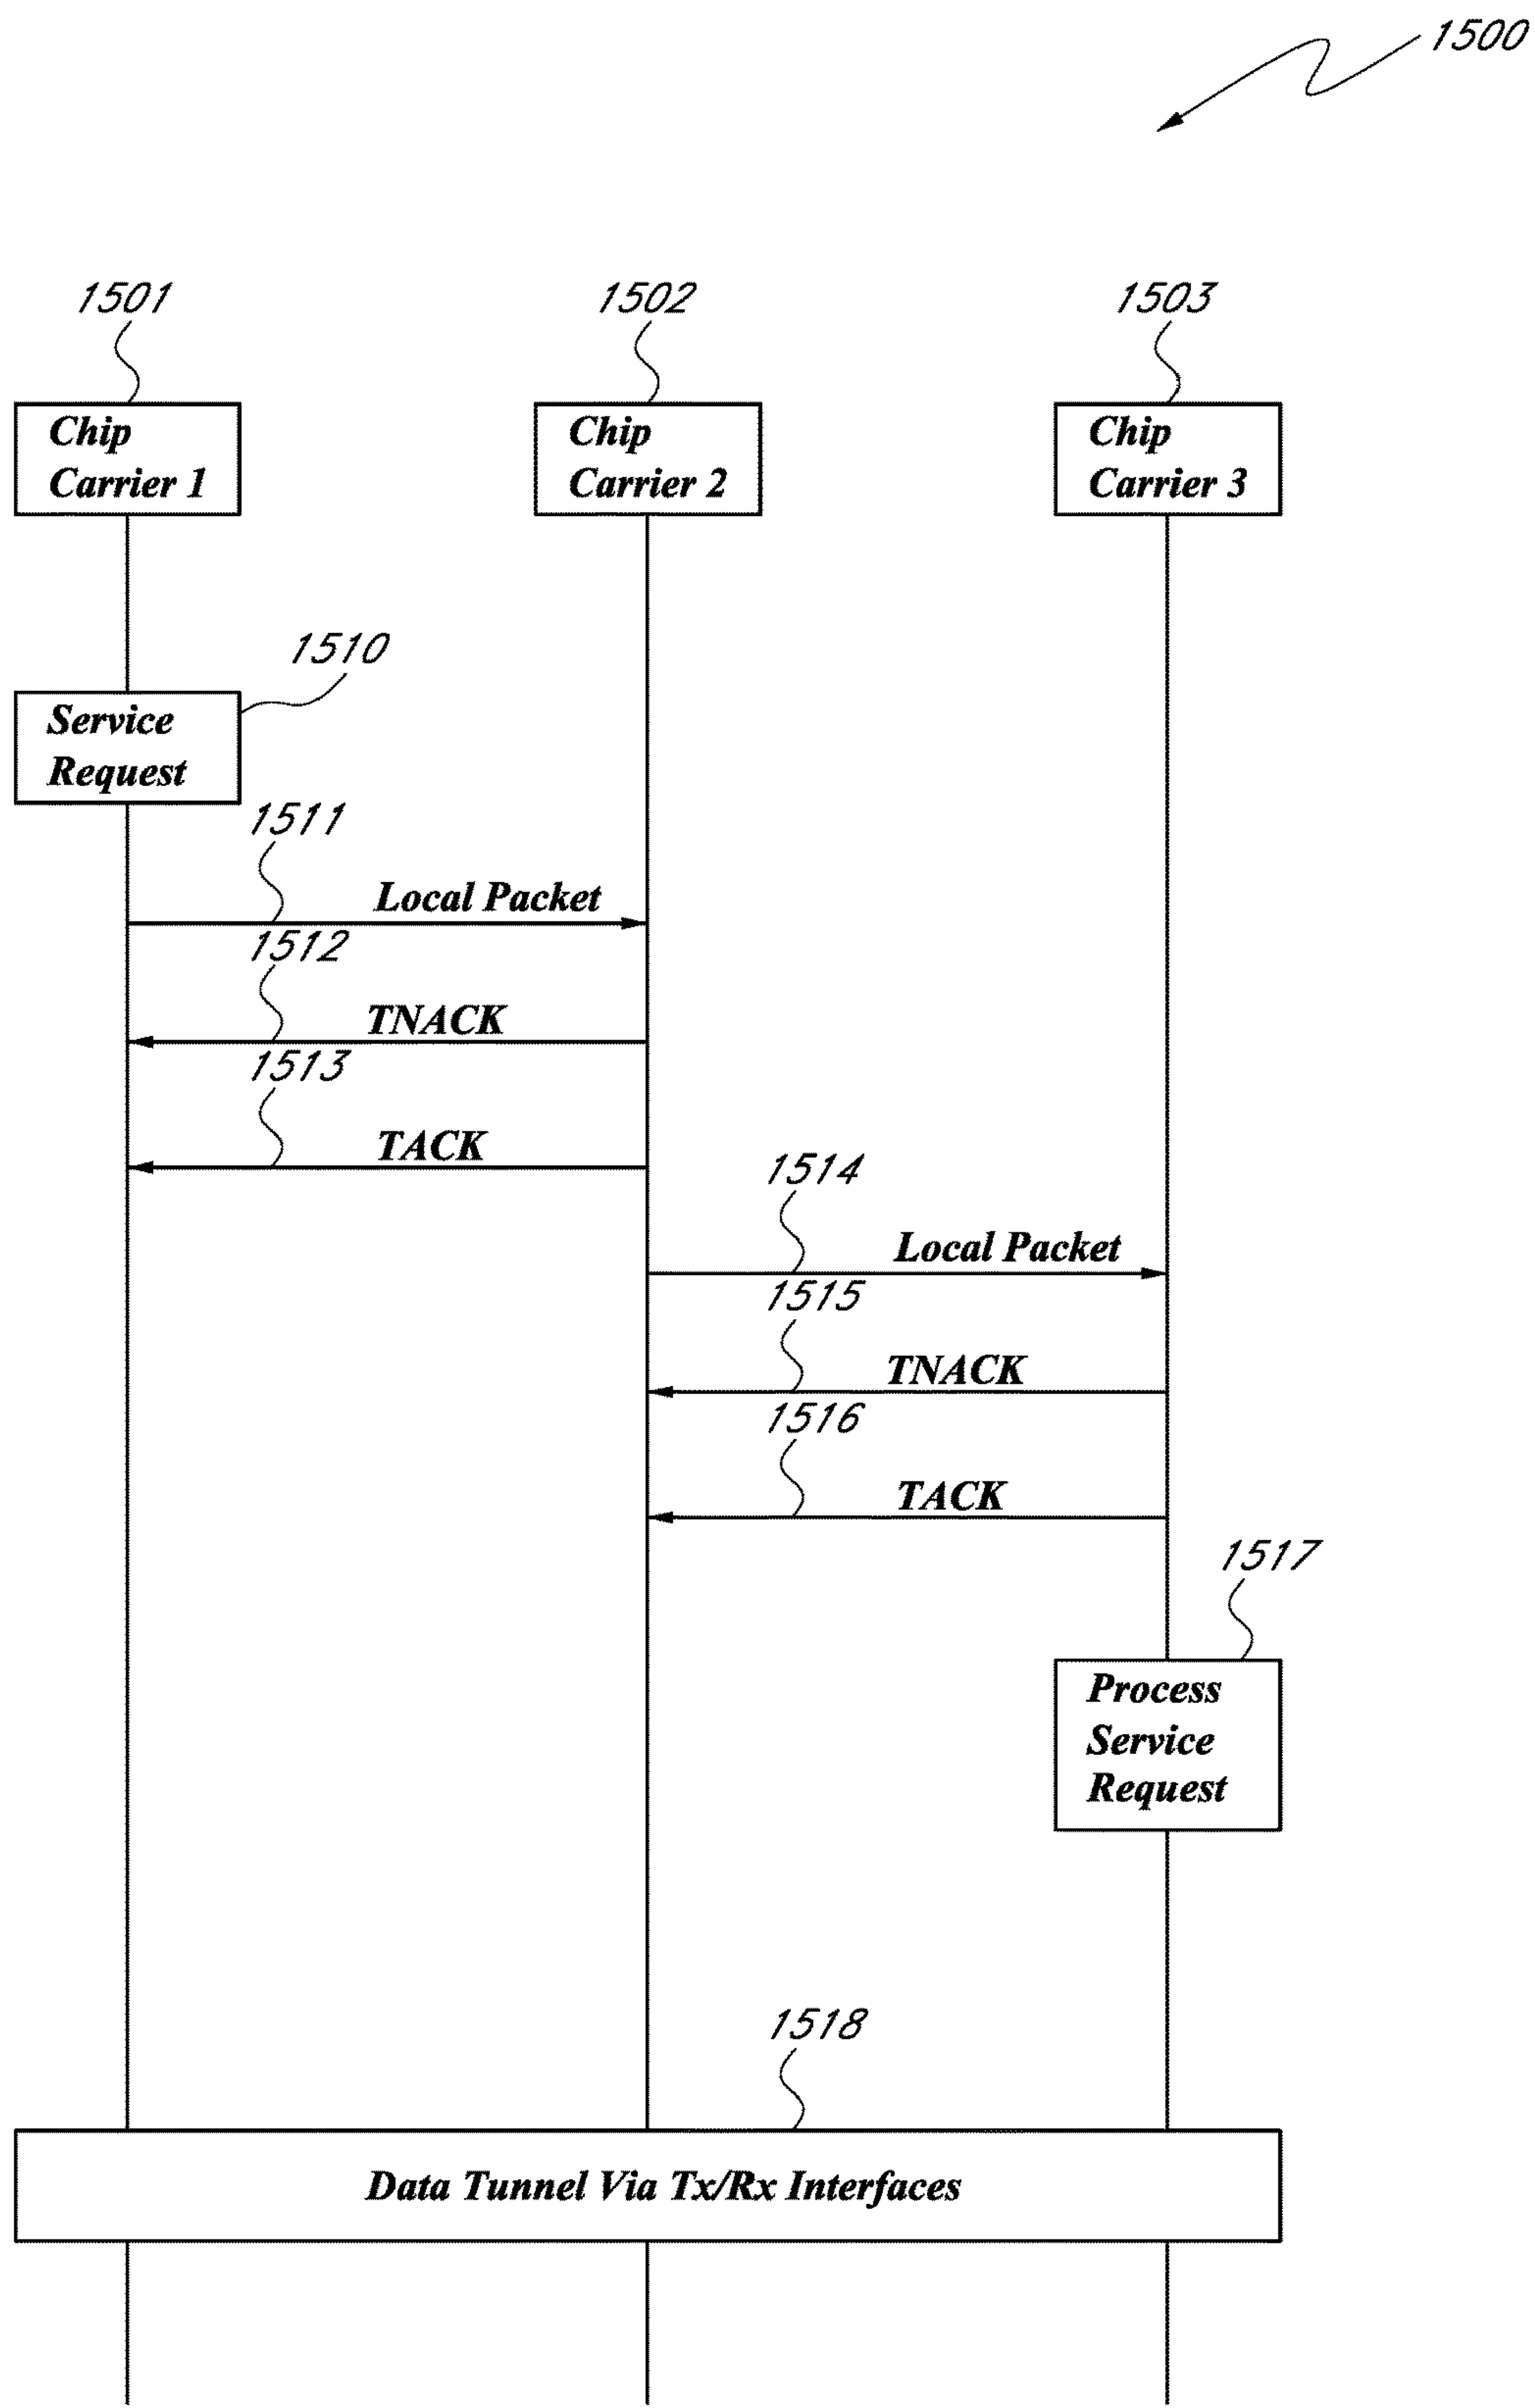 1500
1501
1502
1503
Chip
Carrier 1
Chip
Carrier 2
Chip
Carrier 3
1510
Service
Request
1511
Local Packet
1512
TNACK
1513
TACK
1514
Local Packet
1515
TNACK
1516
TACK
1517
Process
Service
Request
1518
Data Tunnel Via Tx/Rx Interfaces